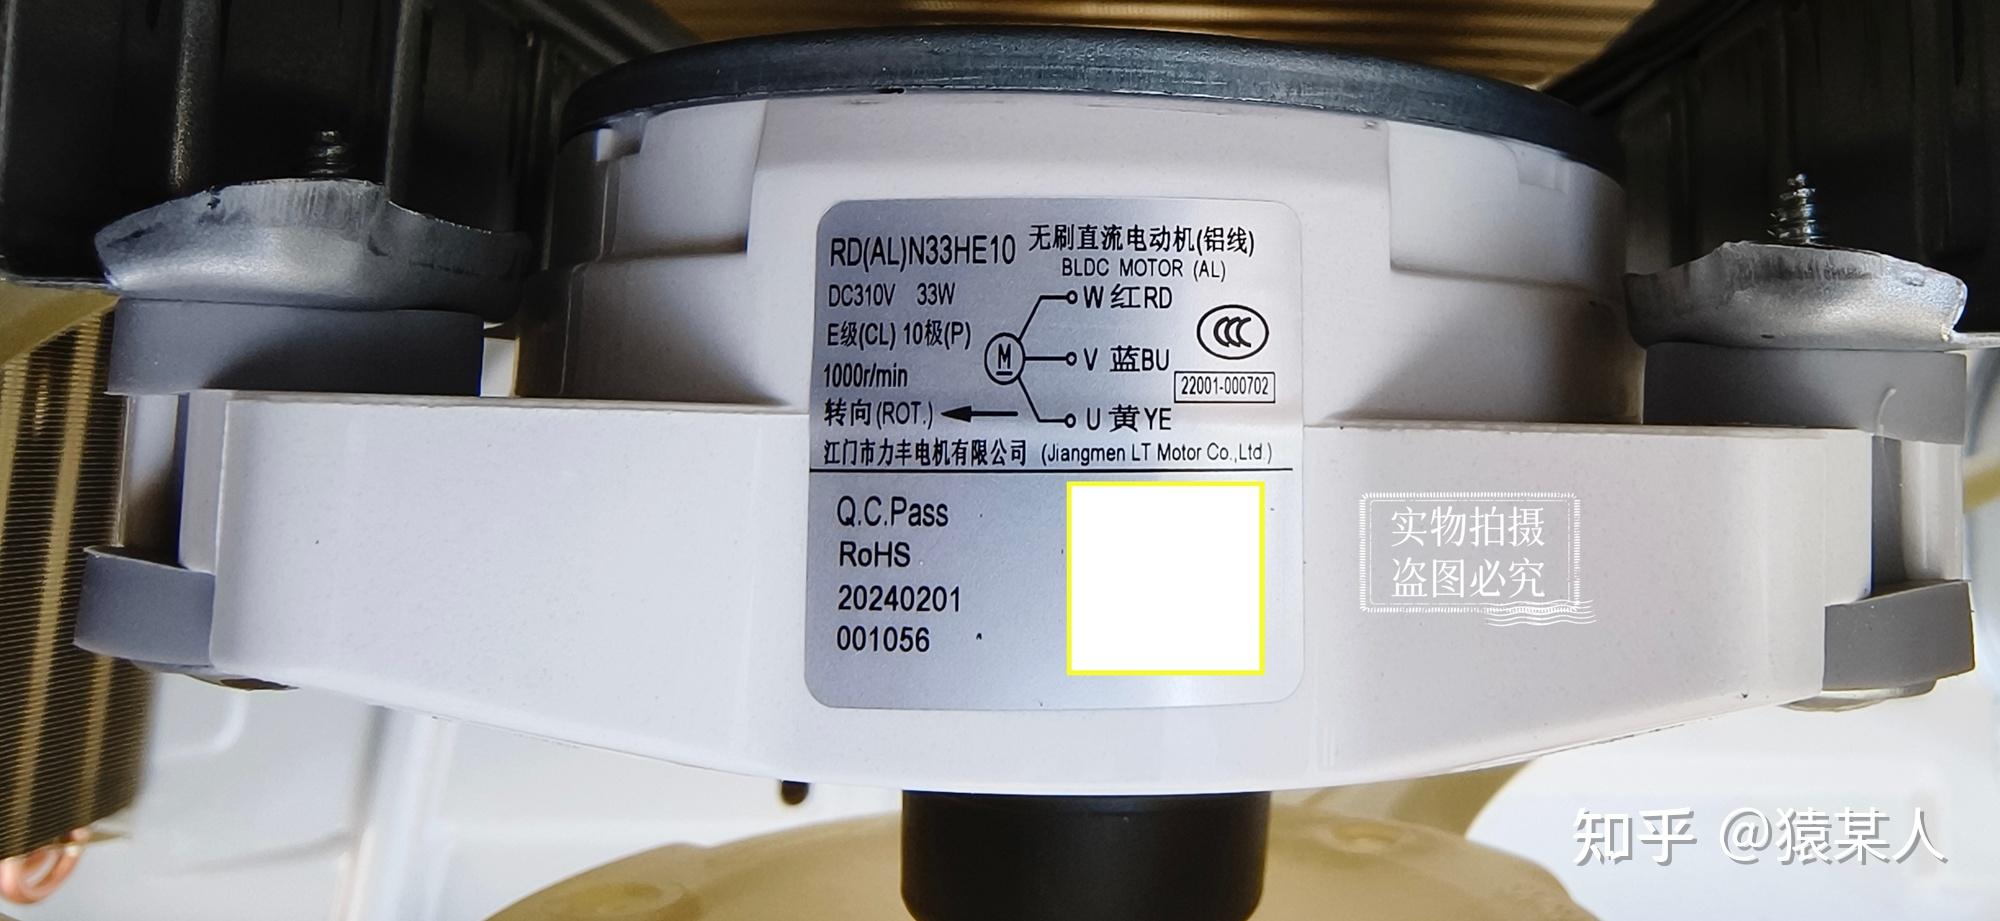 RD(AL)N33HE10 无刷直流电动机(铝线)
BLDC MOTOR (AL)
DC310V 33W
W 红RD
E级(CL) 10极(P)
M
V 蓝BU
CCC
22001-000702
1000r/min
转向(ROT.)
U 黄YE
江门市力丰电机有限公司 (Jiangmen LT Motor Co.,Ltd.)
Q.C.Pass
RoHS
20240201
001056
实物拍摄
盗图必究
知乎 @猿某人